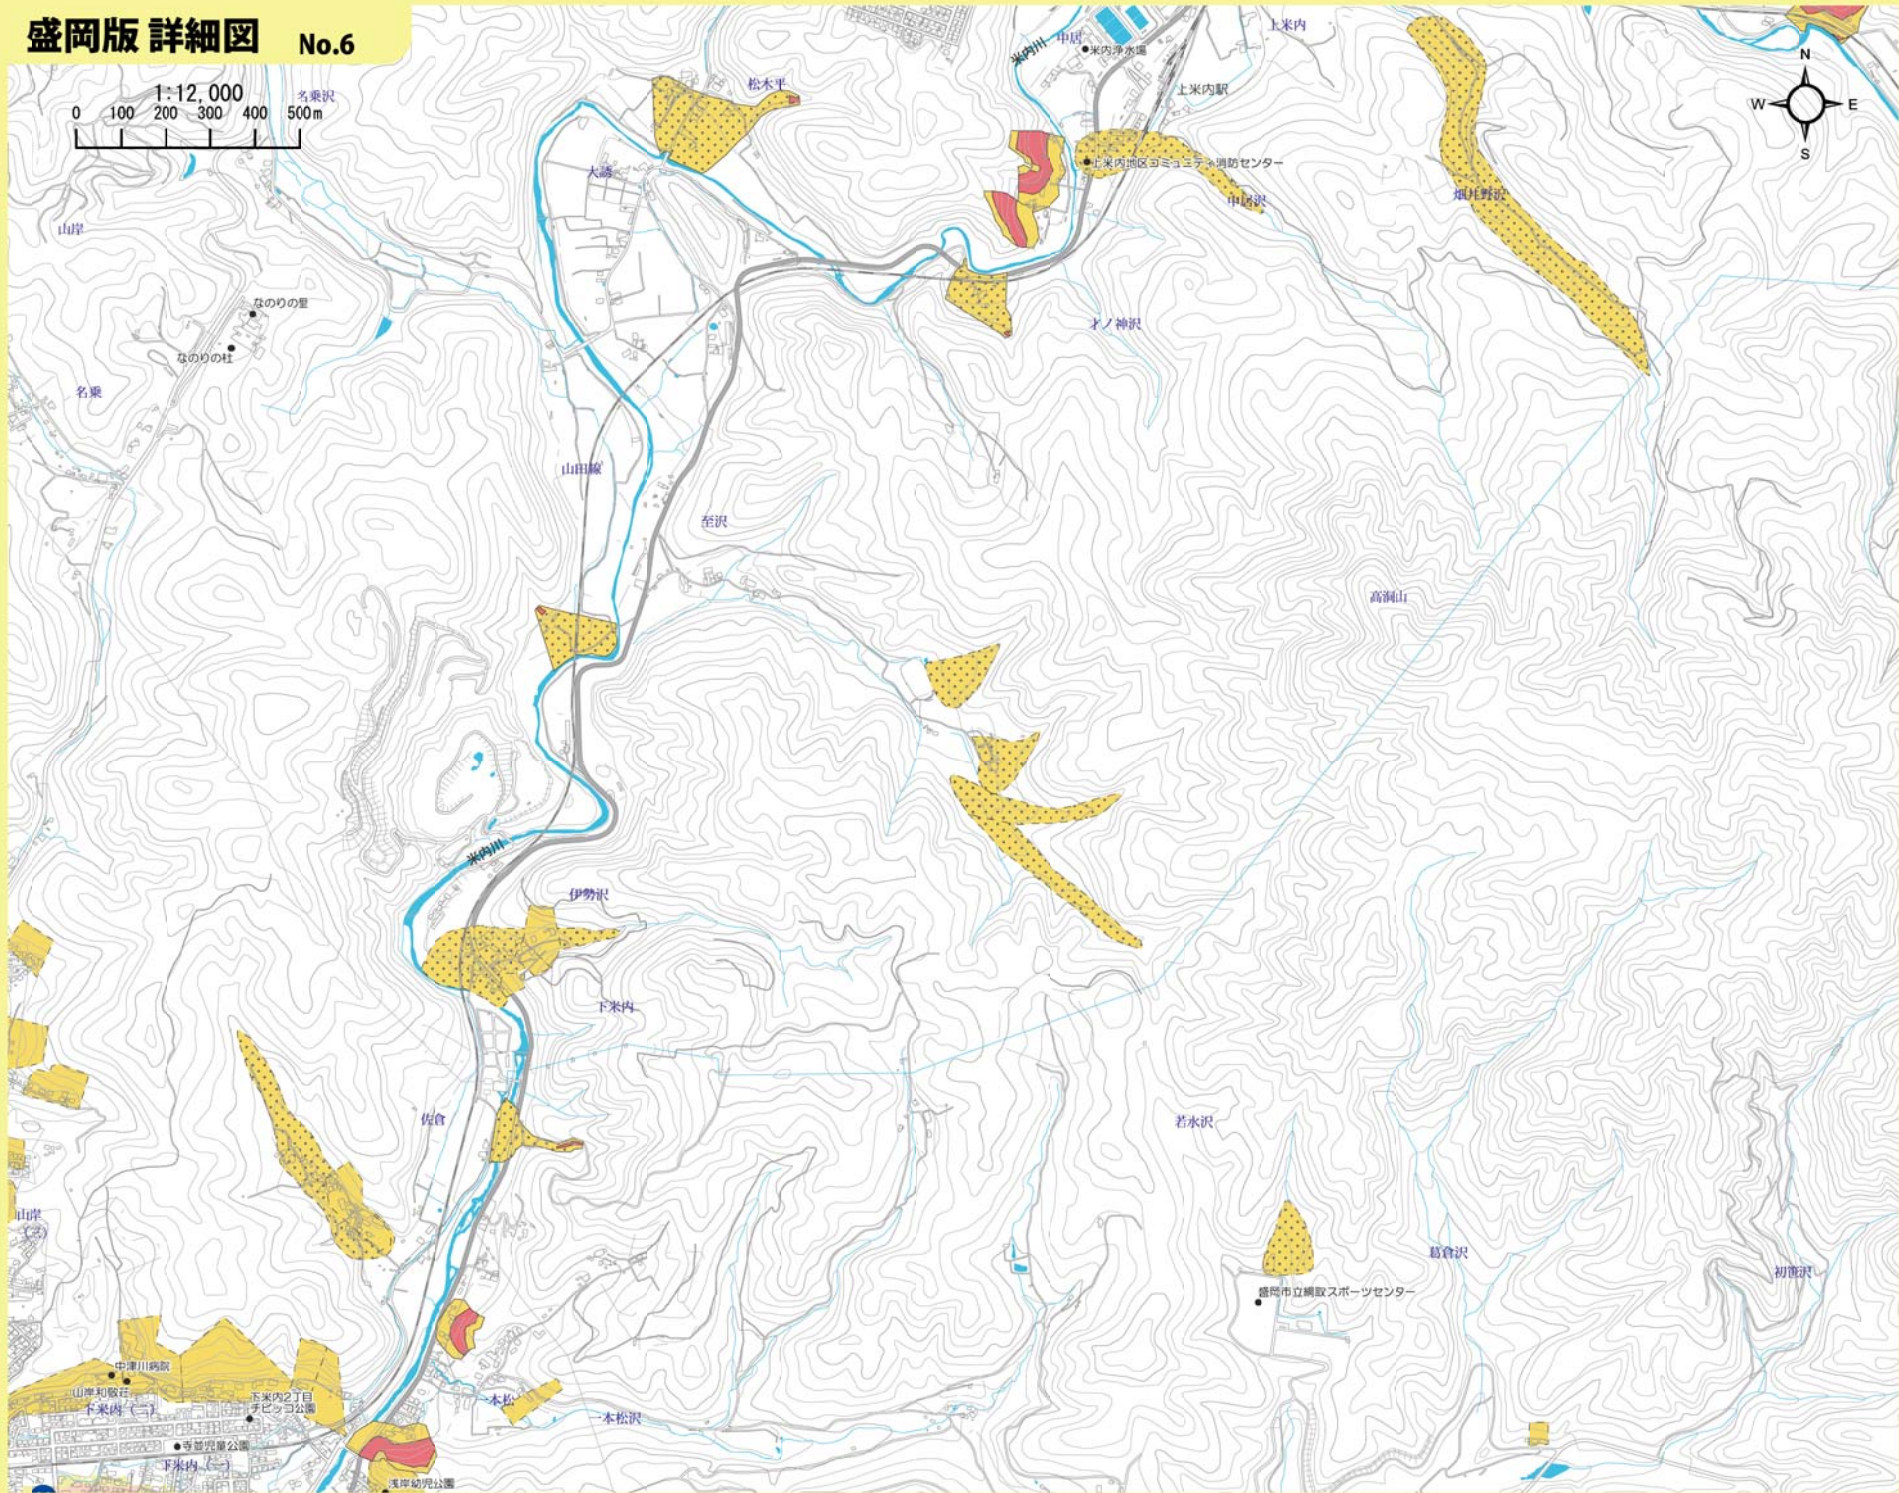 盛岡版 詳細図 No.6
1:12,000
0 100 200 300 400 500m
名乗沢
松木平
米内川
中居
米内浄水場
上米内
上米内駅
N
W E
S
大誘
上米内地区コミュニティ消防センター
中居沢
畑井野沢
山岸
なのりの里
なのりの杜
才ノ神沢
名乗
山田線
至沢
高洞山
米内川
伊勢沢
下米内
佐倉
若水沢
山岸
(三)
葛倉沢
初笹沢
盛岡市立綱取スポーツセンター
中津川病院
山岸和敬荘
下米内(二)
下米内2丁目
チビッコ公園
一本松
一本松沢
寺並児童公園
下米内(一)
浅岸幼児公園